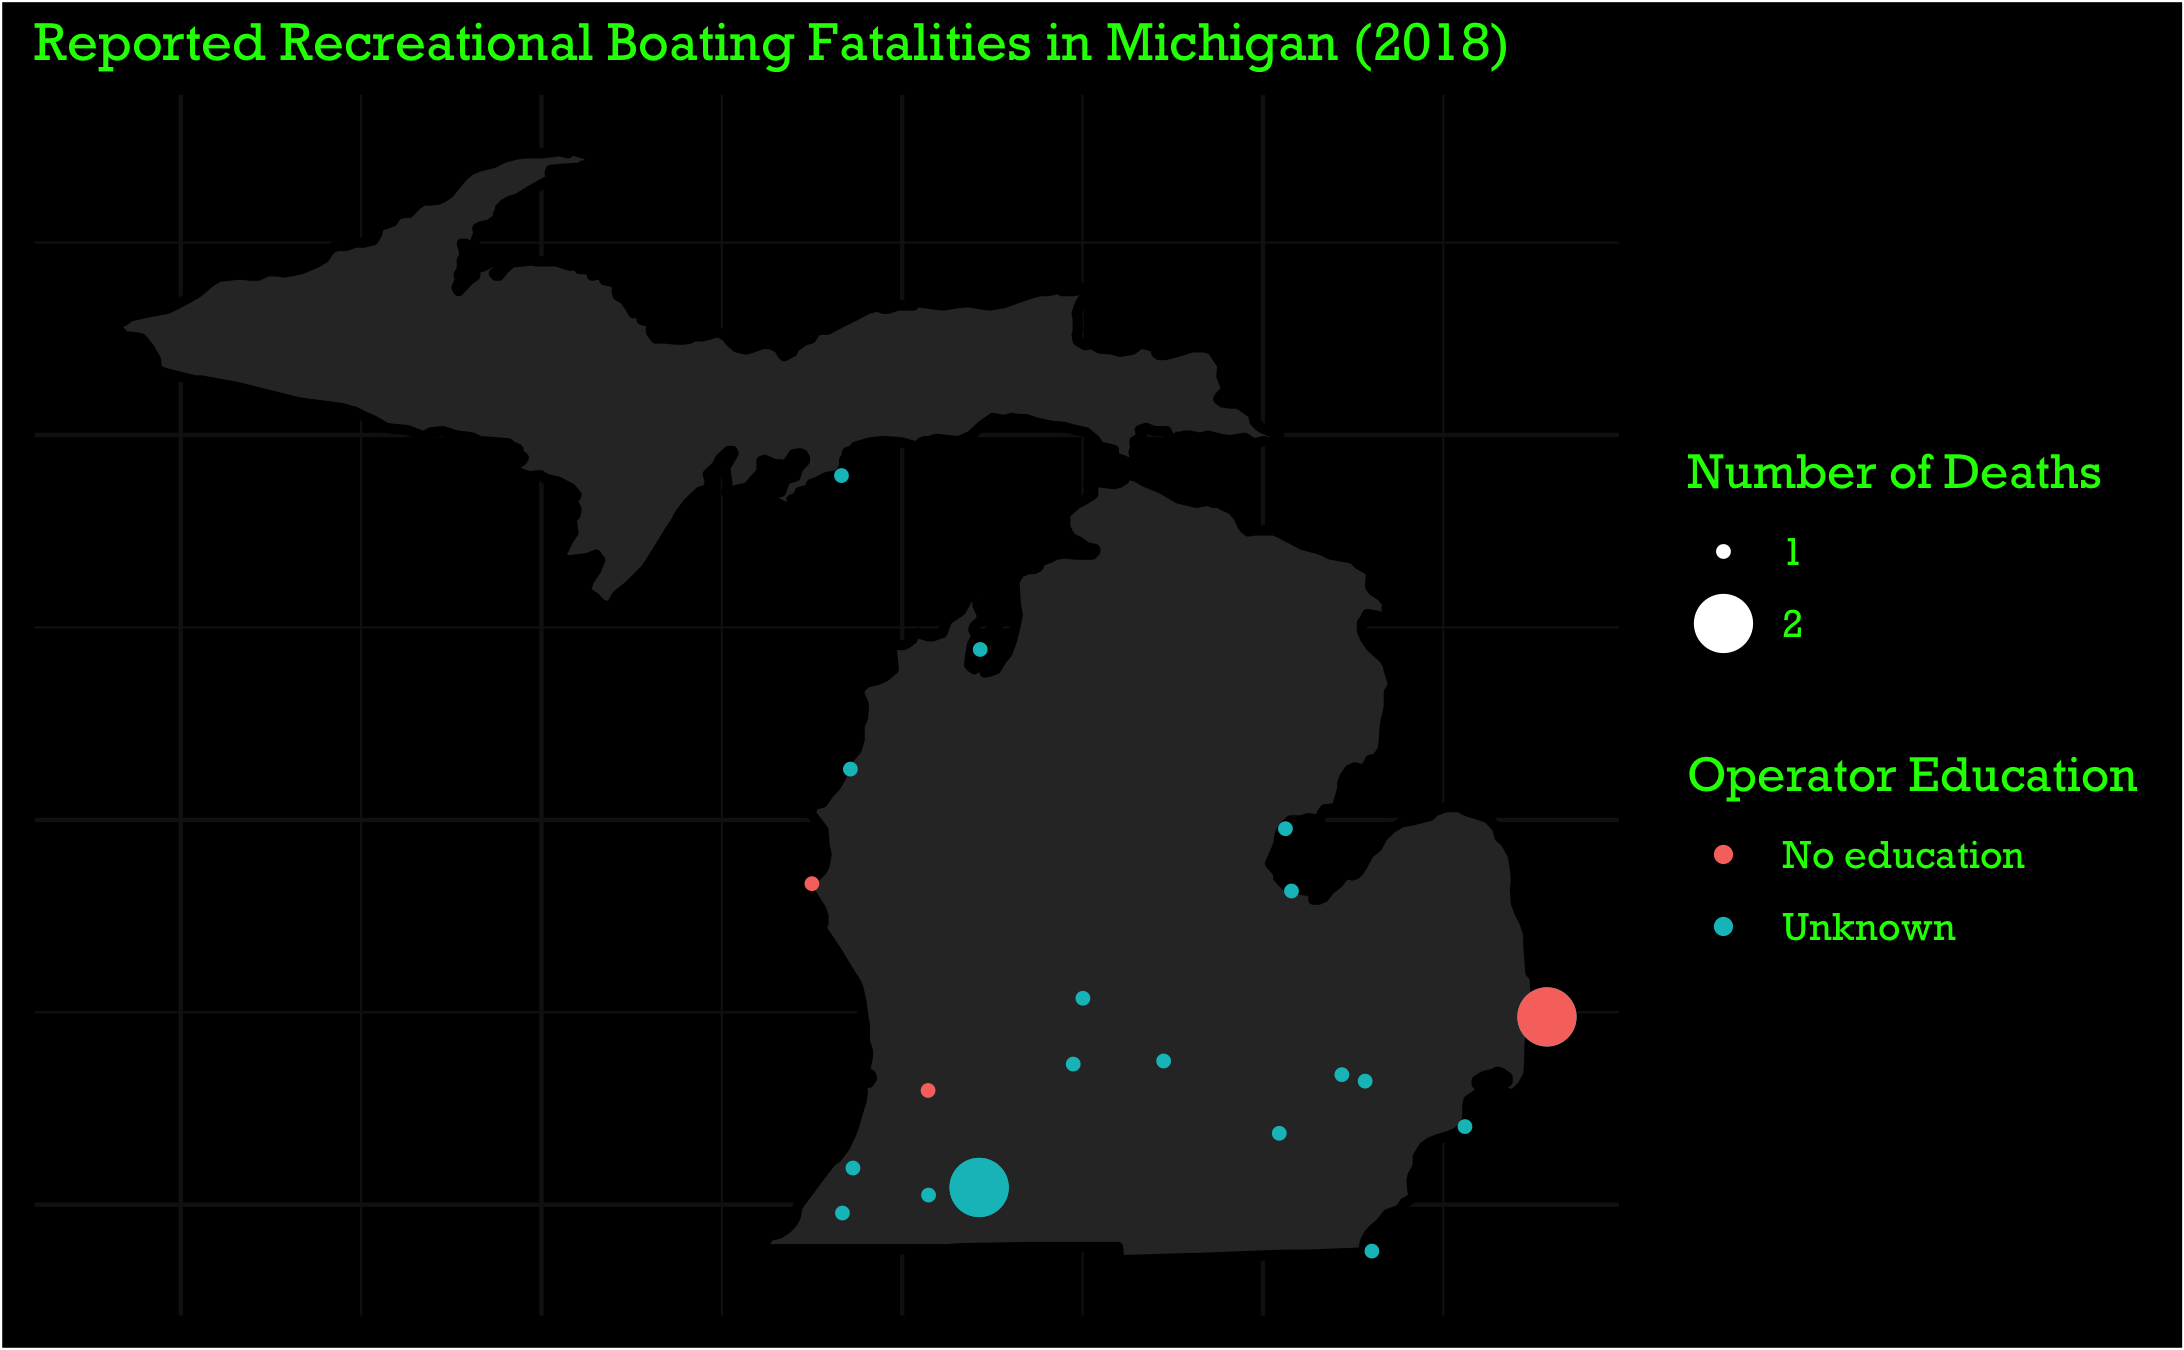 Reported Recreational Boating Fatalities in Michigan (2018)
Number of Deaths
1
2
Operator Education
No education
Unknown